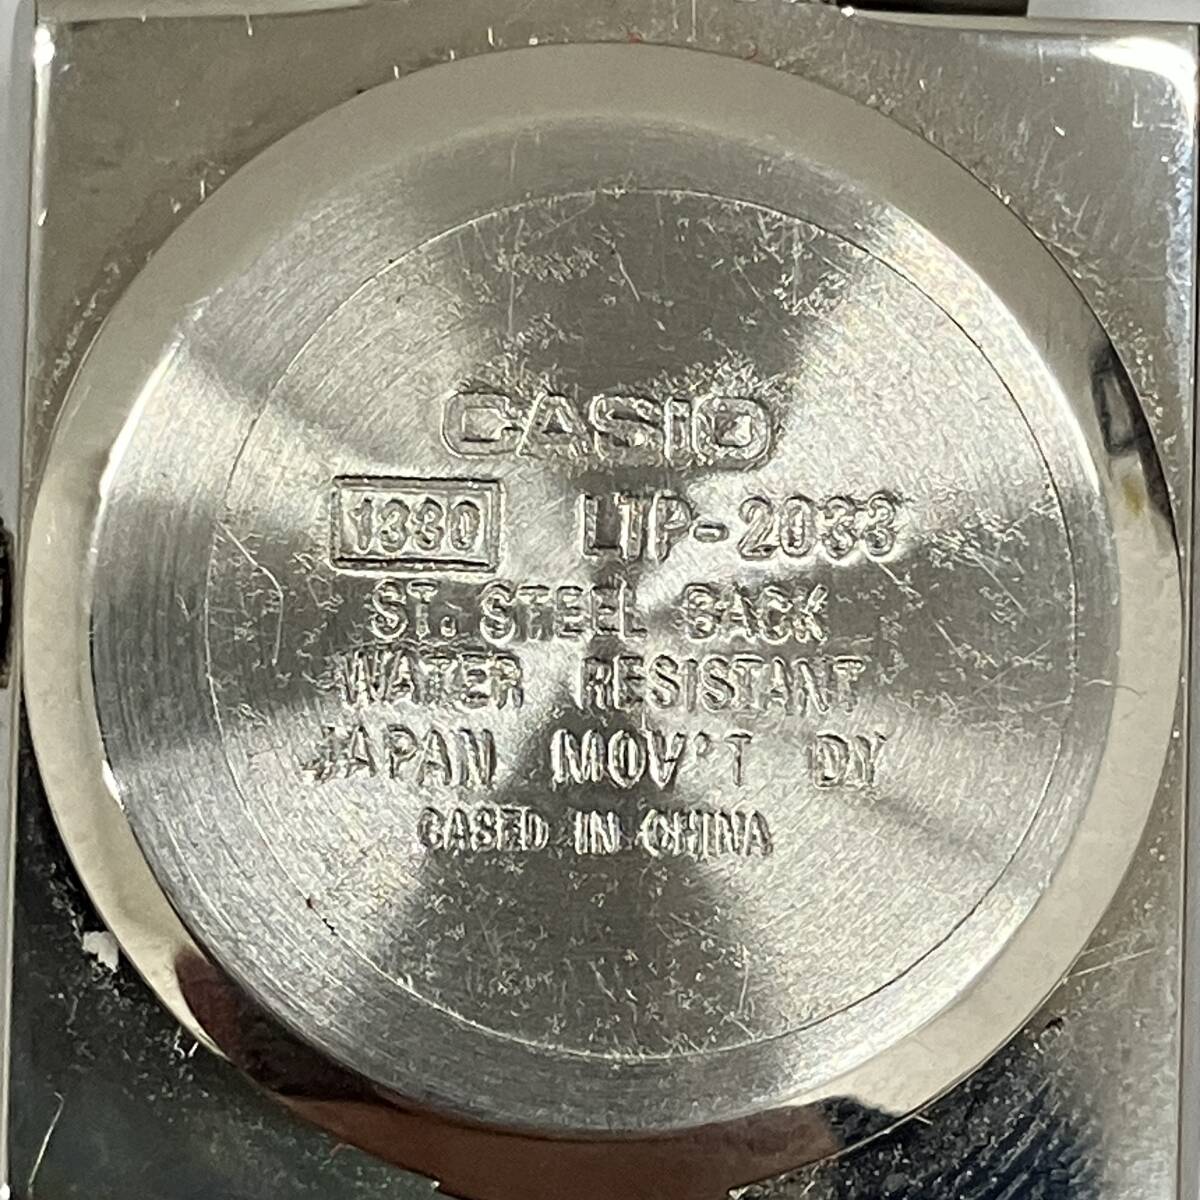 CASIO
1330 LTP-2033
ST. STEEL BACK
WATER RESISTANT
JAPAN MOV'T DY
CASED IN CHINA